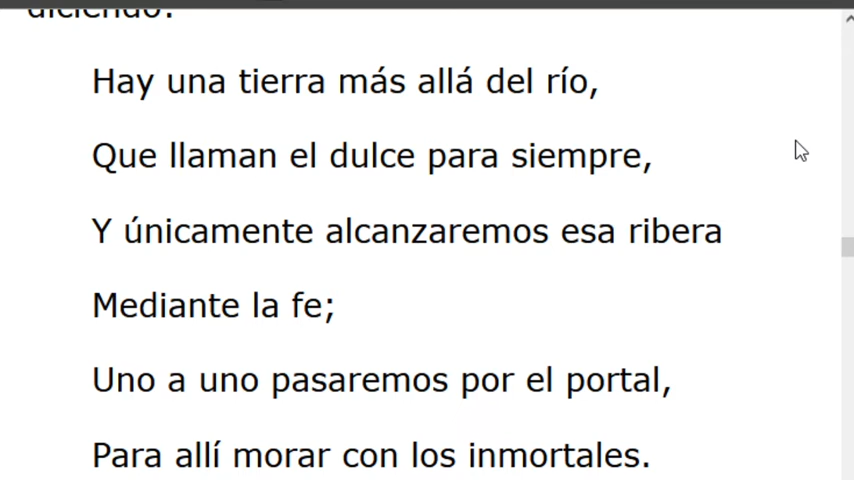 diciendo:
Hay una tierra más allá del río,
Que llaman el dulce para siempre,
Y únicamente alcanzaremos esa ribera
Mediante la fe;
Uno a uno pasaremos por el portal,
Para allí morar con los inmortales.